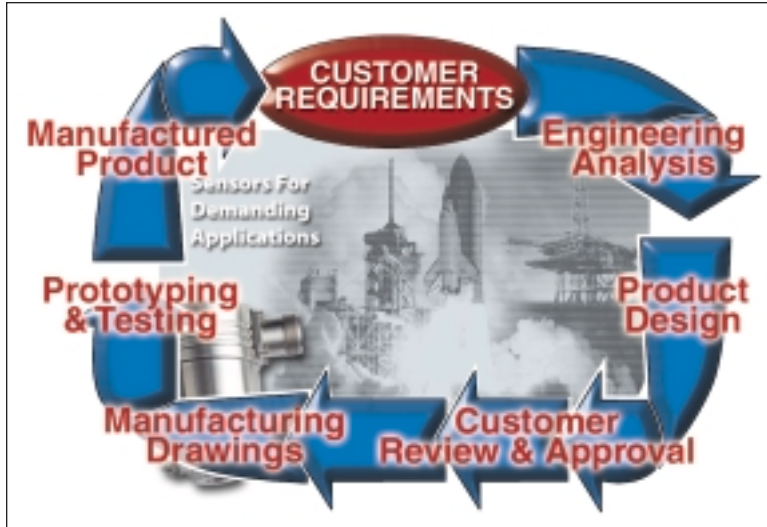 CUSTOMER
REQUIREMENTS
Engineering
Analysis
Product
Design
Customer
Review & Approval
Manufacturing
Drawings
Prototyping
& Testing
Manufactured
Product
Sensors For
Demanding
Applications